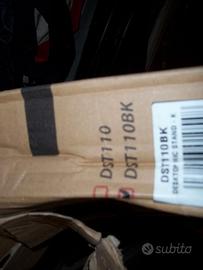 DST110
DST110BK
DST110BK
DESKTOP MIC STAND - K
subito